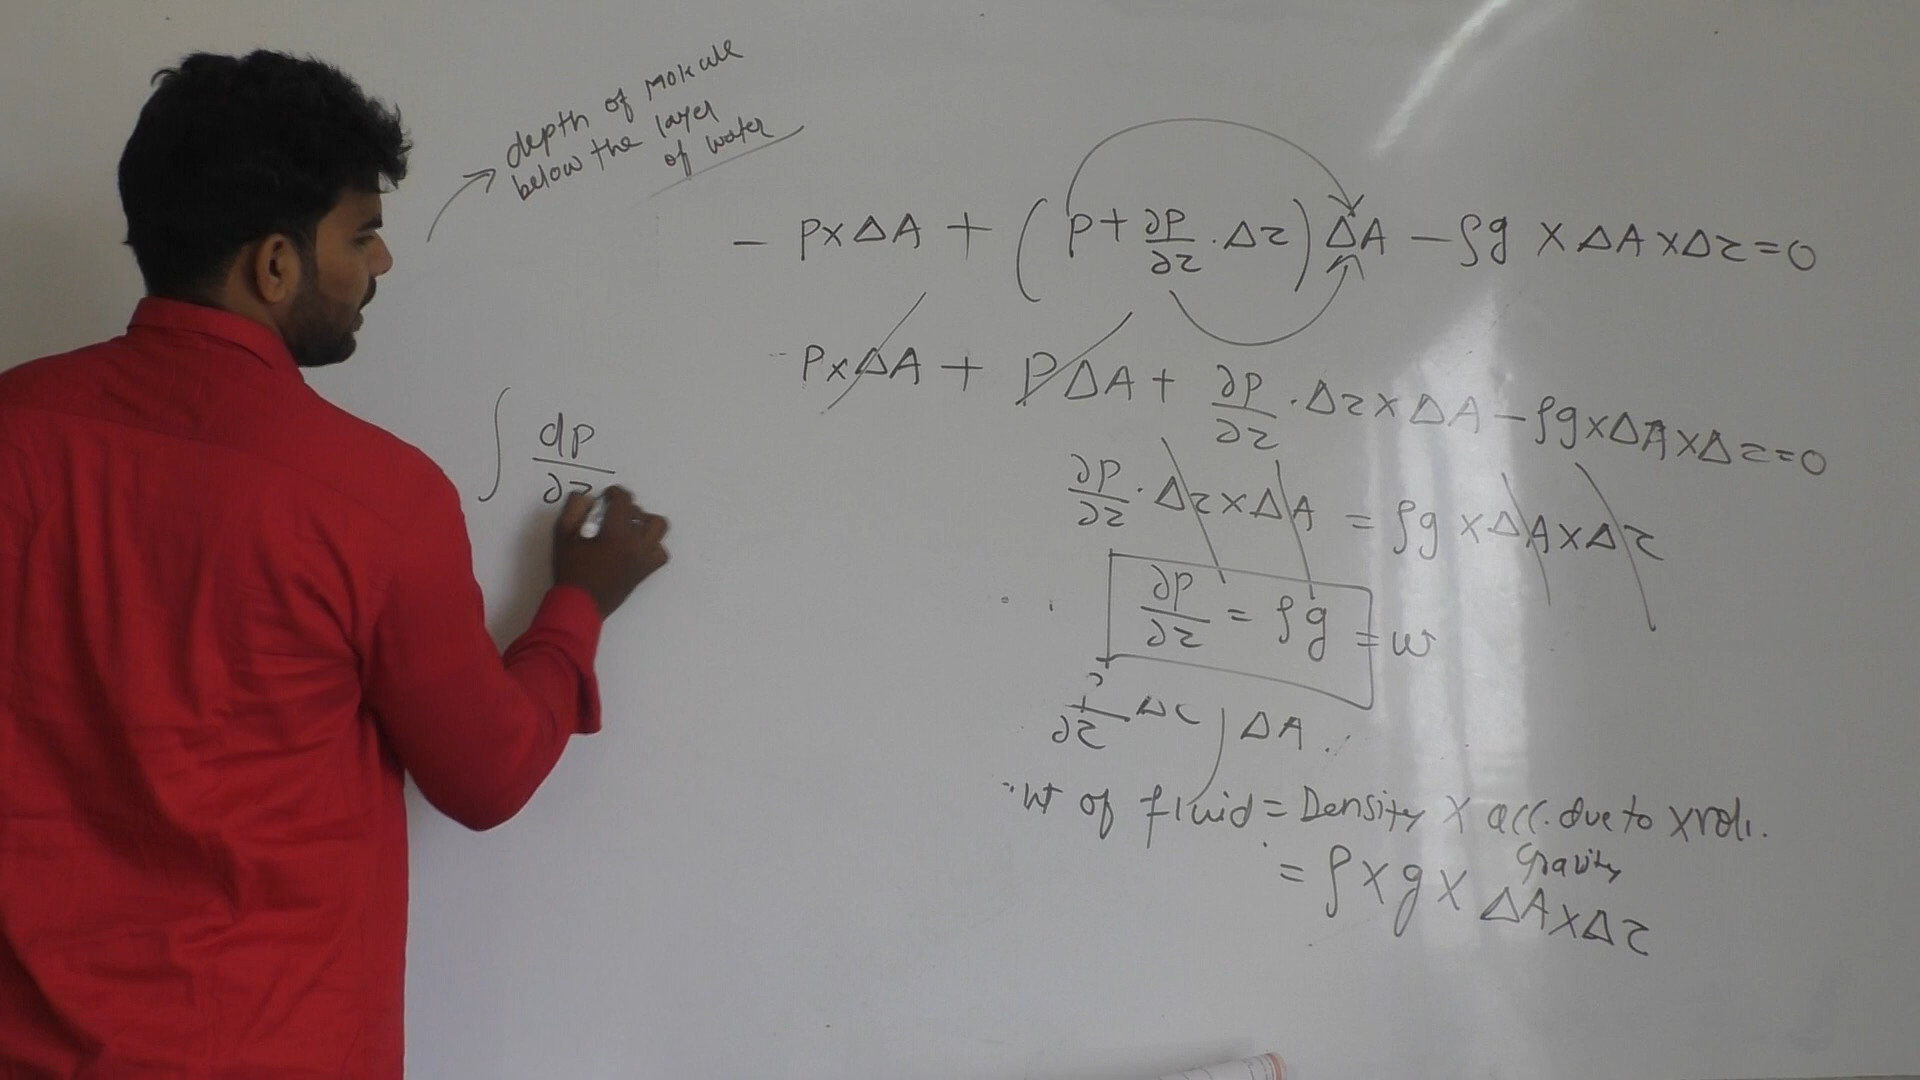 depth of Mokule
below the layer
of water
- P×ΔA + (P + ∂P/∂z . Δz) ΔA - ρg × ΔA × Δz = 0
- P×ΔA + PΔA + ∂P/∂z . Δz × ΔA - ρg × ΔA × Δz = 0
∂P/∂z . Δz × ΔA = ρg × ΔA × Δz
∂P/∂z = ρg = w
∫ dp/∂z
ΔA
wt of fluid = Density × acc. due to × vol.
Gravity
= ρ × g × ΔA × Δz